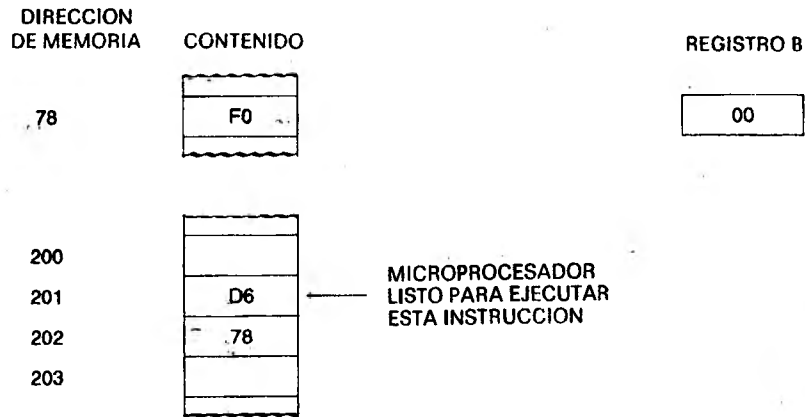 DIRECCION
DE MEMORIA CONTENIDO REGISTRO B
78 F0 00
200
201 D6
202 78
203
MICROPROCESADOR
LISTO PARA EJECUTAR
ESTA INSTRUCCION